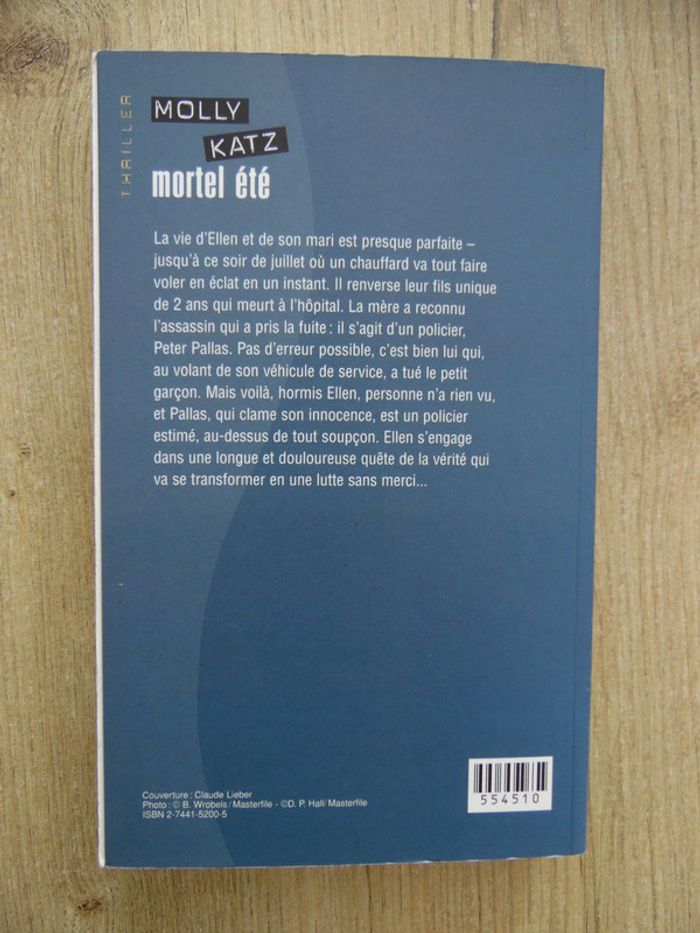 THRILLER
MOLLY
KATZ
mortel été
La vie d'Ellen et de son mari est presque parfaite –
jusqu'à ce soir de juillet où un chauffard va tout faire
voler en éclat en un instant. Il renverse leur fils unique
de 2 ans qui meurt à l'hôpital. La mère a reconnu
l'assassin qui a pris la fuite : il s'agit d'un policier,
Peter Pallas. Pas d'erreur possible, c'est bien lui qui,
au volant de son véhicule de service, a tué le petit
garçon. Mais voilà, hormis Ellen, personne n'a rien vu,
et Pallas, qui clame son innocence, est un policier
estimé, au-dessus de tout soupçon. Ellen s'engage
dans une longue et douloureuse quête de la vérité qui
va se transformer en une lutte sans merci...
Couverture : Claude Lieber
Photo : © B. Wrobels / Masterfile - ©D. P. Hall/ Masterfile
ISBN 2-7441-5200-5
554510